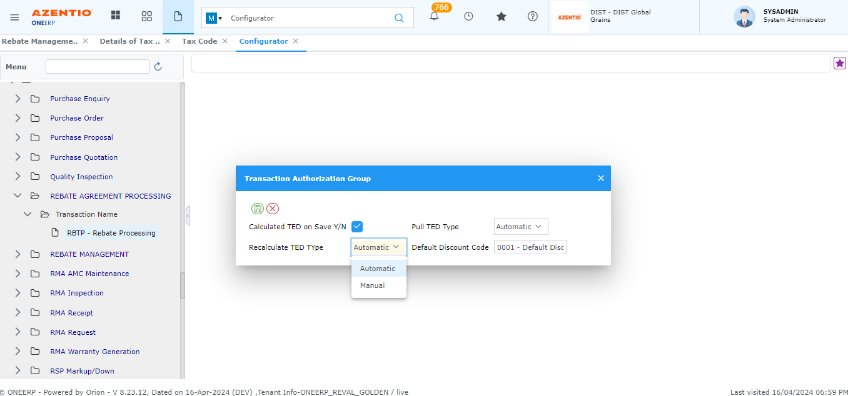 AZENTIO
ONEERP
M
Configurator
766
AZENTIO
DIST - DIST Global
Grains
SYSADMIN
System Administrator
Rebate Manageme.. ×
Details of Tax .. ×
Tax Code ×
Configurator ×
Menu
Purchase Enquiry
Purchase Order
Purchase Proposal
Purchase Quotation
Quality Inspection
REBATE AGREEMENT PROCESSING
Transaction Name
RBTP - Rebate Processing
REBATE MANAGEMENT
RMA AMC Maintenance
RMA Inspection
RMA Receipt
RMA Request
RMA Warranty Generation
RSP Markup/Down
Transaction Authorization Group ×
Calculated TED on Save Y/N
Pull TED Type
Automatic
Recalculate TED TYpe
Automatic
Default Discount Code
0001 - Default Disc
Automatic
Manual
© ONEERP - Powered by Orion - V 8.23.12, Dated on 16-Apr-2024 (DEV) ,Tenant Info-ONEERP_REVAL_GOLDEN / live
Last visited 16/04/2024 06:59 PM